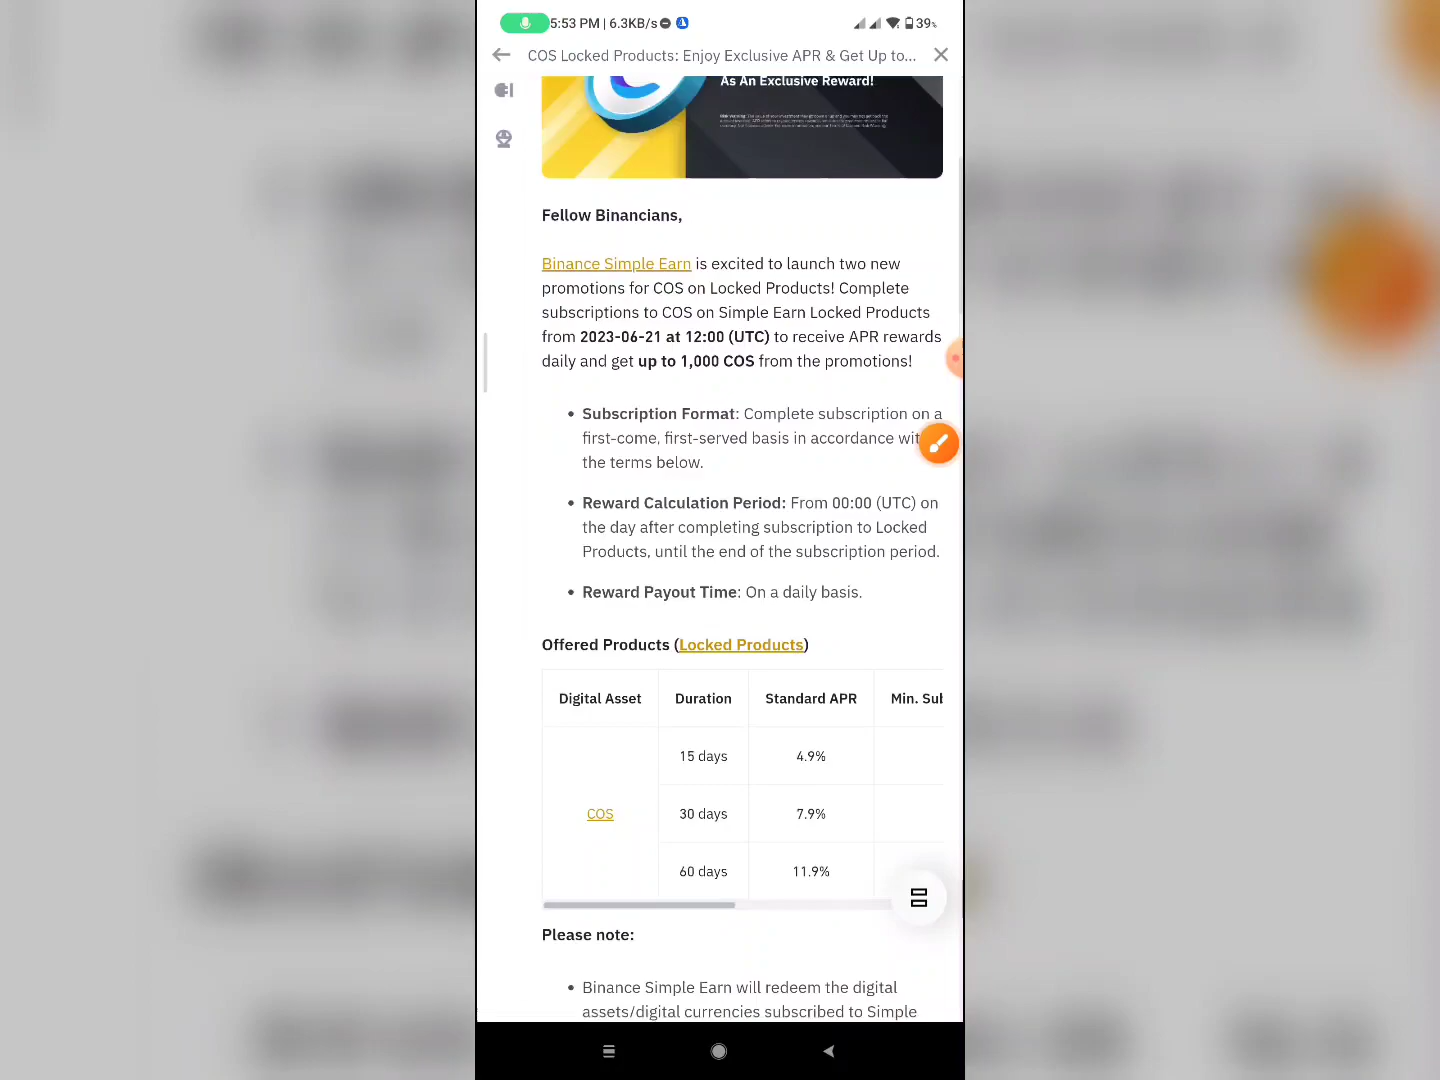 5:53 PM | 6.3KB/s
39%
COS Locked Products: Enjoy Exclusive APR & Get Up to...
As An Exclusive Reward!
Fellow Binancians,
Binance Simple Earn is excited to launch two new
promotions for COS on Locked Products! Complete
subscriptions to COS on Simple Earn Locked Products
from 2023-06-21 at 12:00 (UTC) to receive APR rewards
daily and get up to 1,000 COS from the promotions!
• Subscription Format: Complete subscription on a
first-come, first-served basis in accordance wit
the terms below.
• Reward Calculation Period: From 00:00 (UTC) on
the day after completing subscription to Locked
Products, until the end of the subscription period.
• Reward Payout Time: On a daily basis.
Offered Products (Locked Products)
Digital Asset Duration Standard APR Min. Sub
15 days 4.9%
COS 30 days 7.9%
60 days 11.9%
Please note:
• Binance Simple Earn will redeem the digital
assets/digital currencies subscribed to Simple